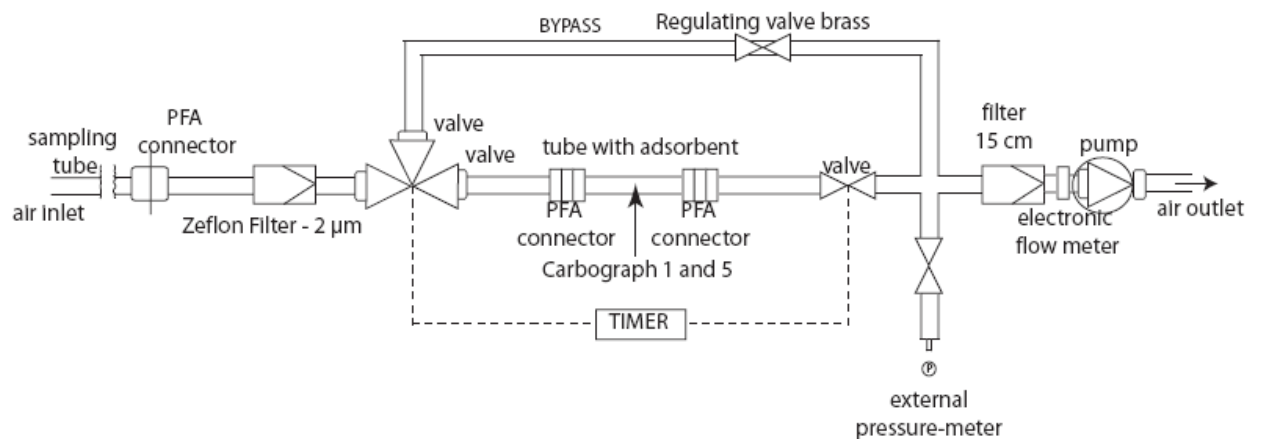 BYPASS
Regulating valve brass
PFA
connector
sampling
tube
air inlet
Zeflon Filter - 2 µm
valve
valve
tube with adsorbent
PFA
connector
PFA
connector
Carbograph 1 and 5
valve
TIMER
filter
15 cm
pump
electronic
flow meter
air outlet
P
external
pressure-meter